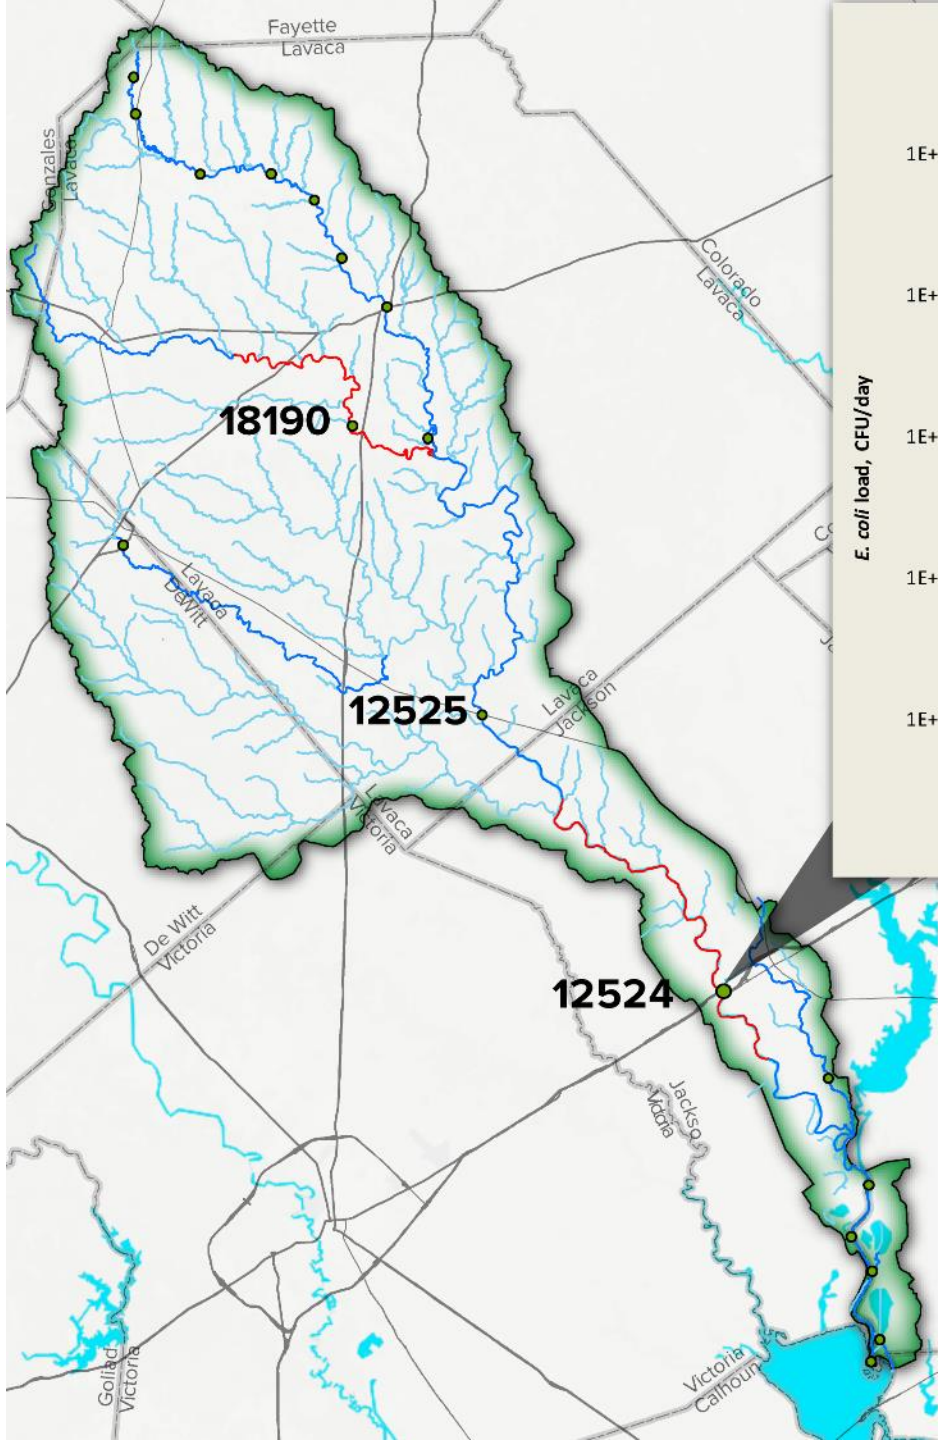 Fayette
Lavaca
Gonzales
Lavaca
Colorado
Lavaca
1E+
1E+
1E+
1E+
1E+
E. coli load, CFU/day
18190
Lavaca
DeWitt
12525
Lavaca
Jackson
Lavaca
Victoria
De Witt
Victoria
12524
Jackso
Victoria
Goliad
Victoria
Victoria
Calhoun